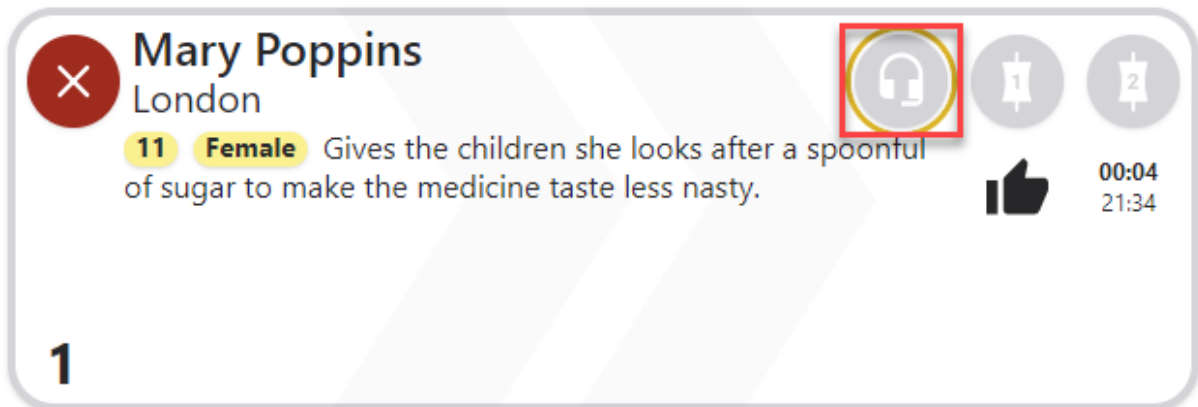 Mary Poppins
London
11 Female Gives the children she looks after a spoonful
of sugar to make the medicine taste less nasty.
1
2
00:04
21:34
1